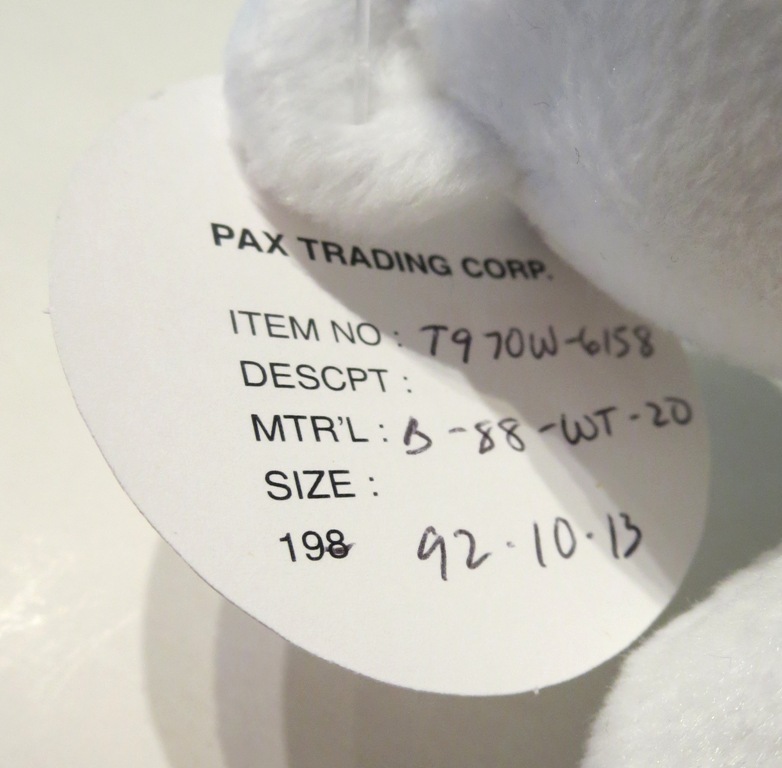 PAX TRADING CORP.
ITEM NO : T970W-6158
DESCPT :
MTR'L : B-88-WT-20
SIZE :
198 92.10.13